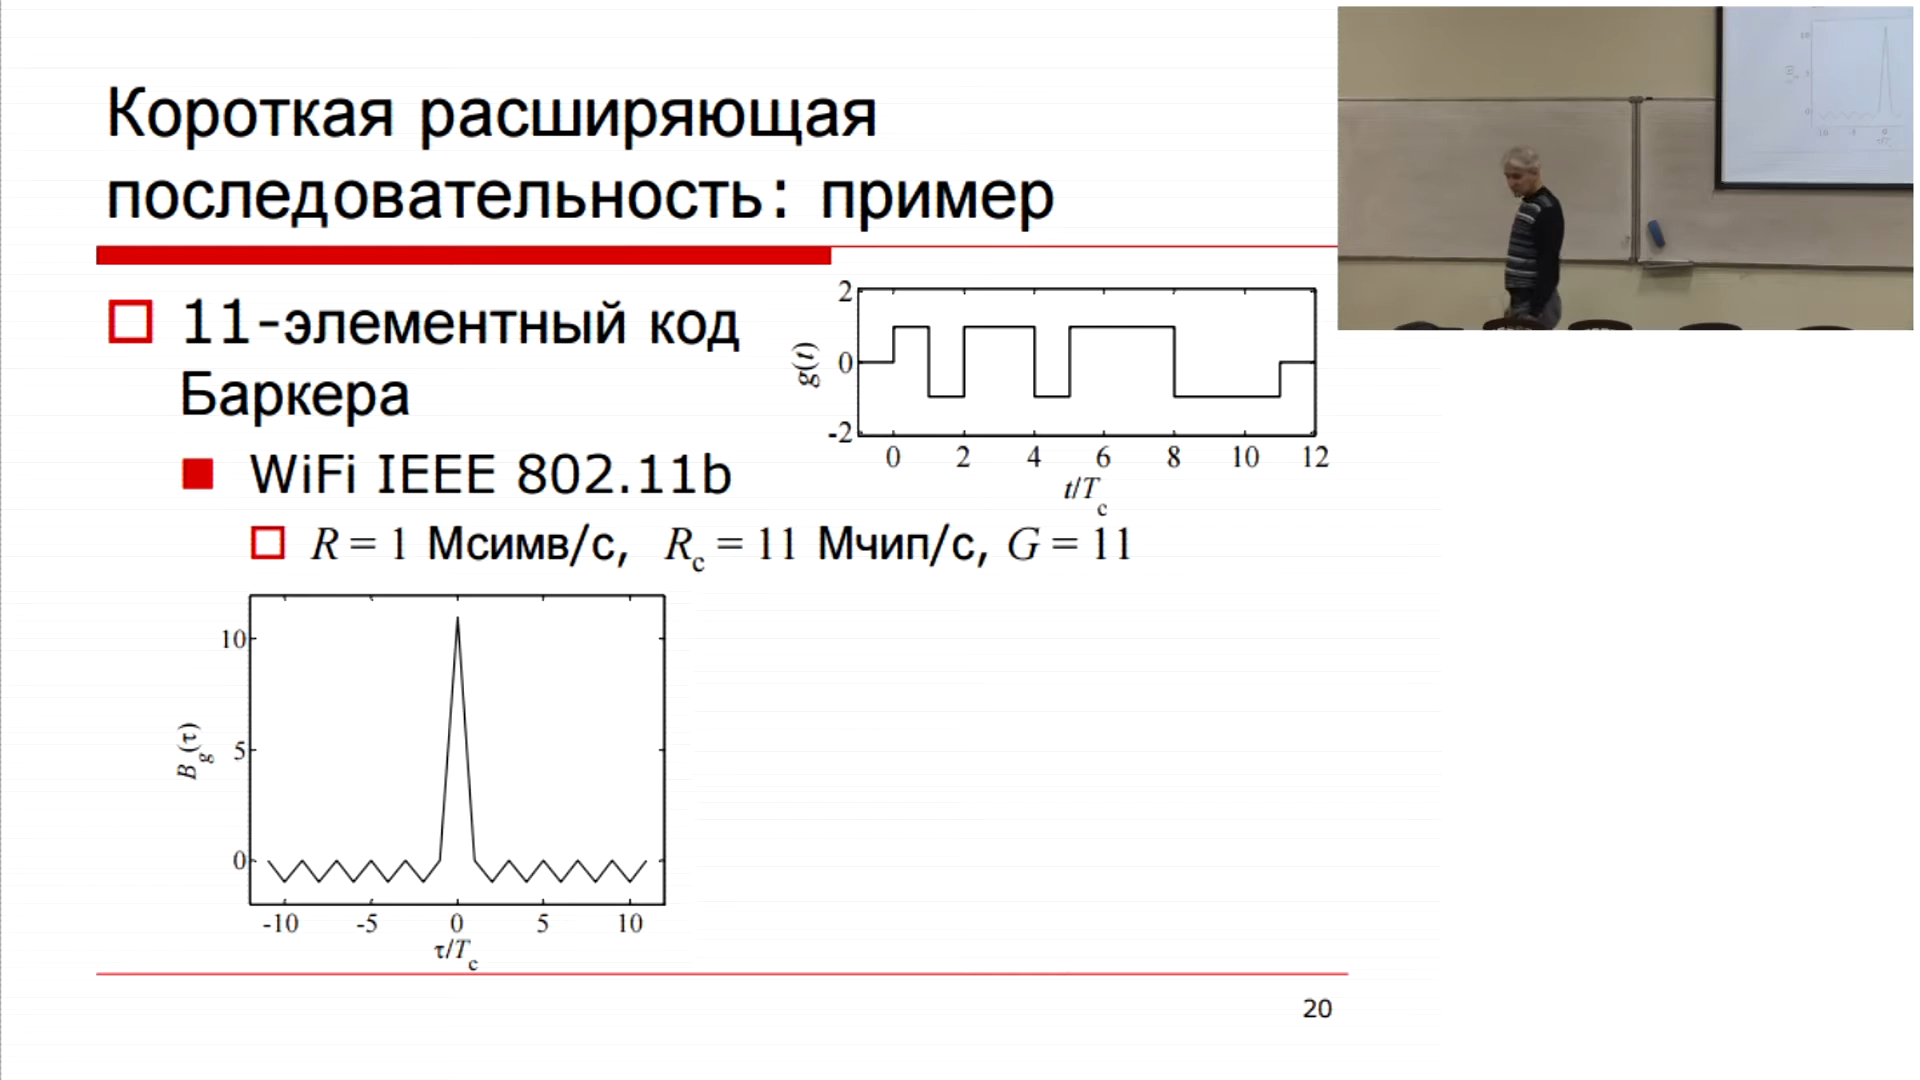 Короткая расширяющая
последовательность: пример
11-элементный код
Баркера
WiFi IEEE 802.11b
R = 1 Мсимв/с, Rc = 11 Мчип/с, G = 11
g(t)
2
0
-2
0 2 4 6 8 10 12
t/Tc
Bg(τ)
10
5
0
-10 -5 0 5 10
τ/Tc
20